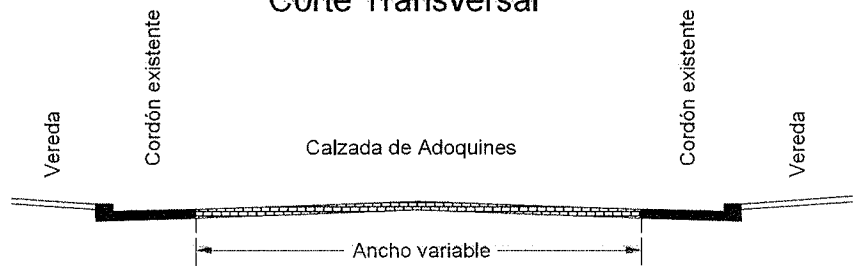 Corte Transversal
Vereda
Cordón existente
Calzada de Adoquines
Cordón existente
Vereda
Ancho variable